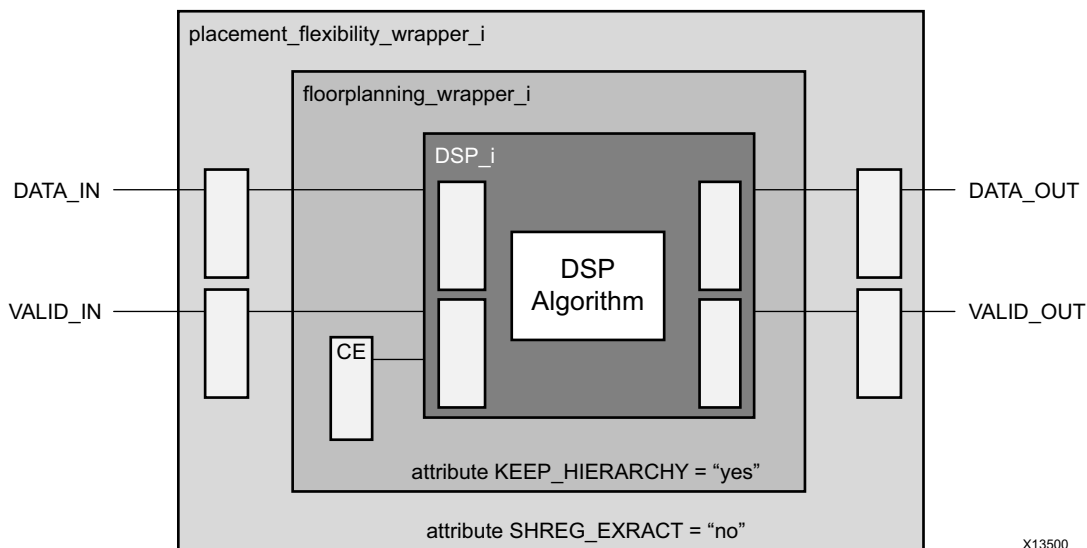 placement_flexibility_wrapper_i
floorplanning_wrapper_i
DSP_i
DATA_IN
DATA_OUT
DSP
Algorithm
VALID_IN
VALID_OUT
CE
attribute KEEP_HIERARCHY = “yes”
attribute SHREG_EXRACT = “no”
X13500